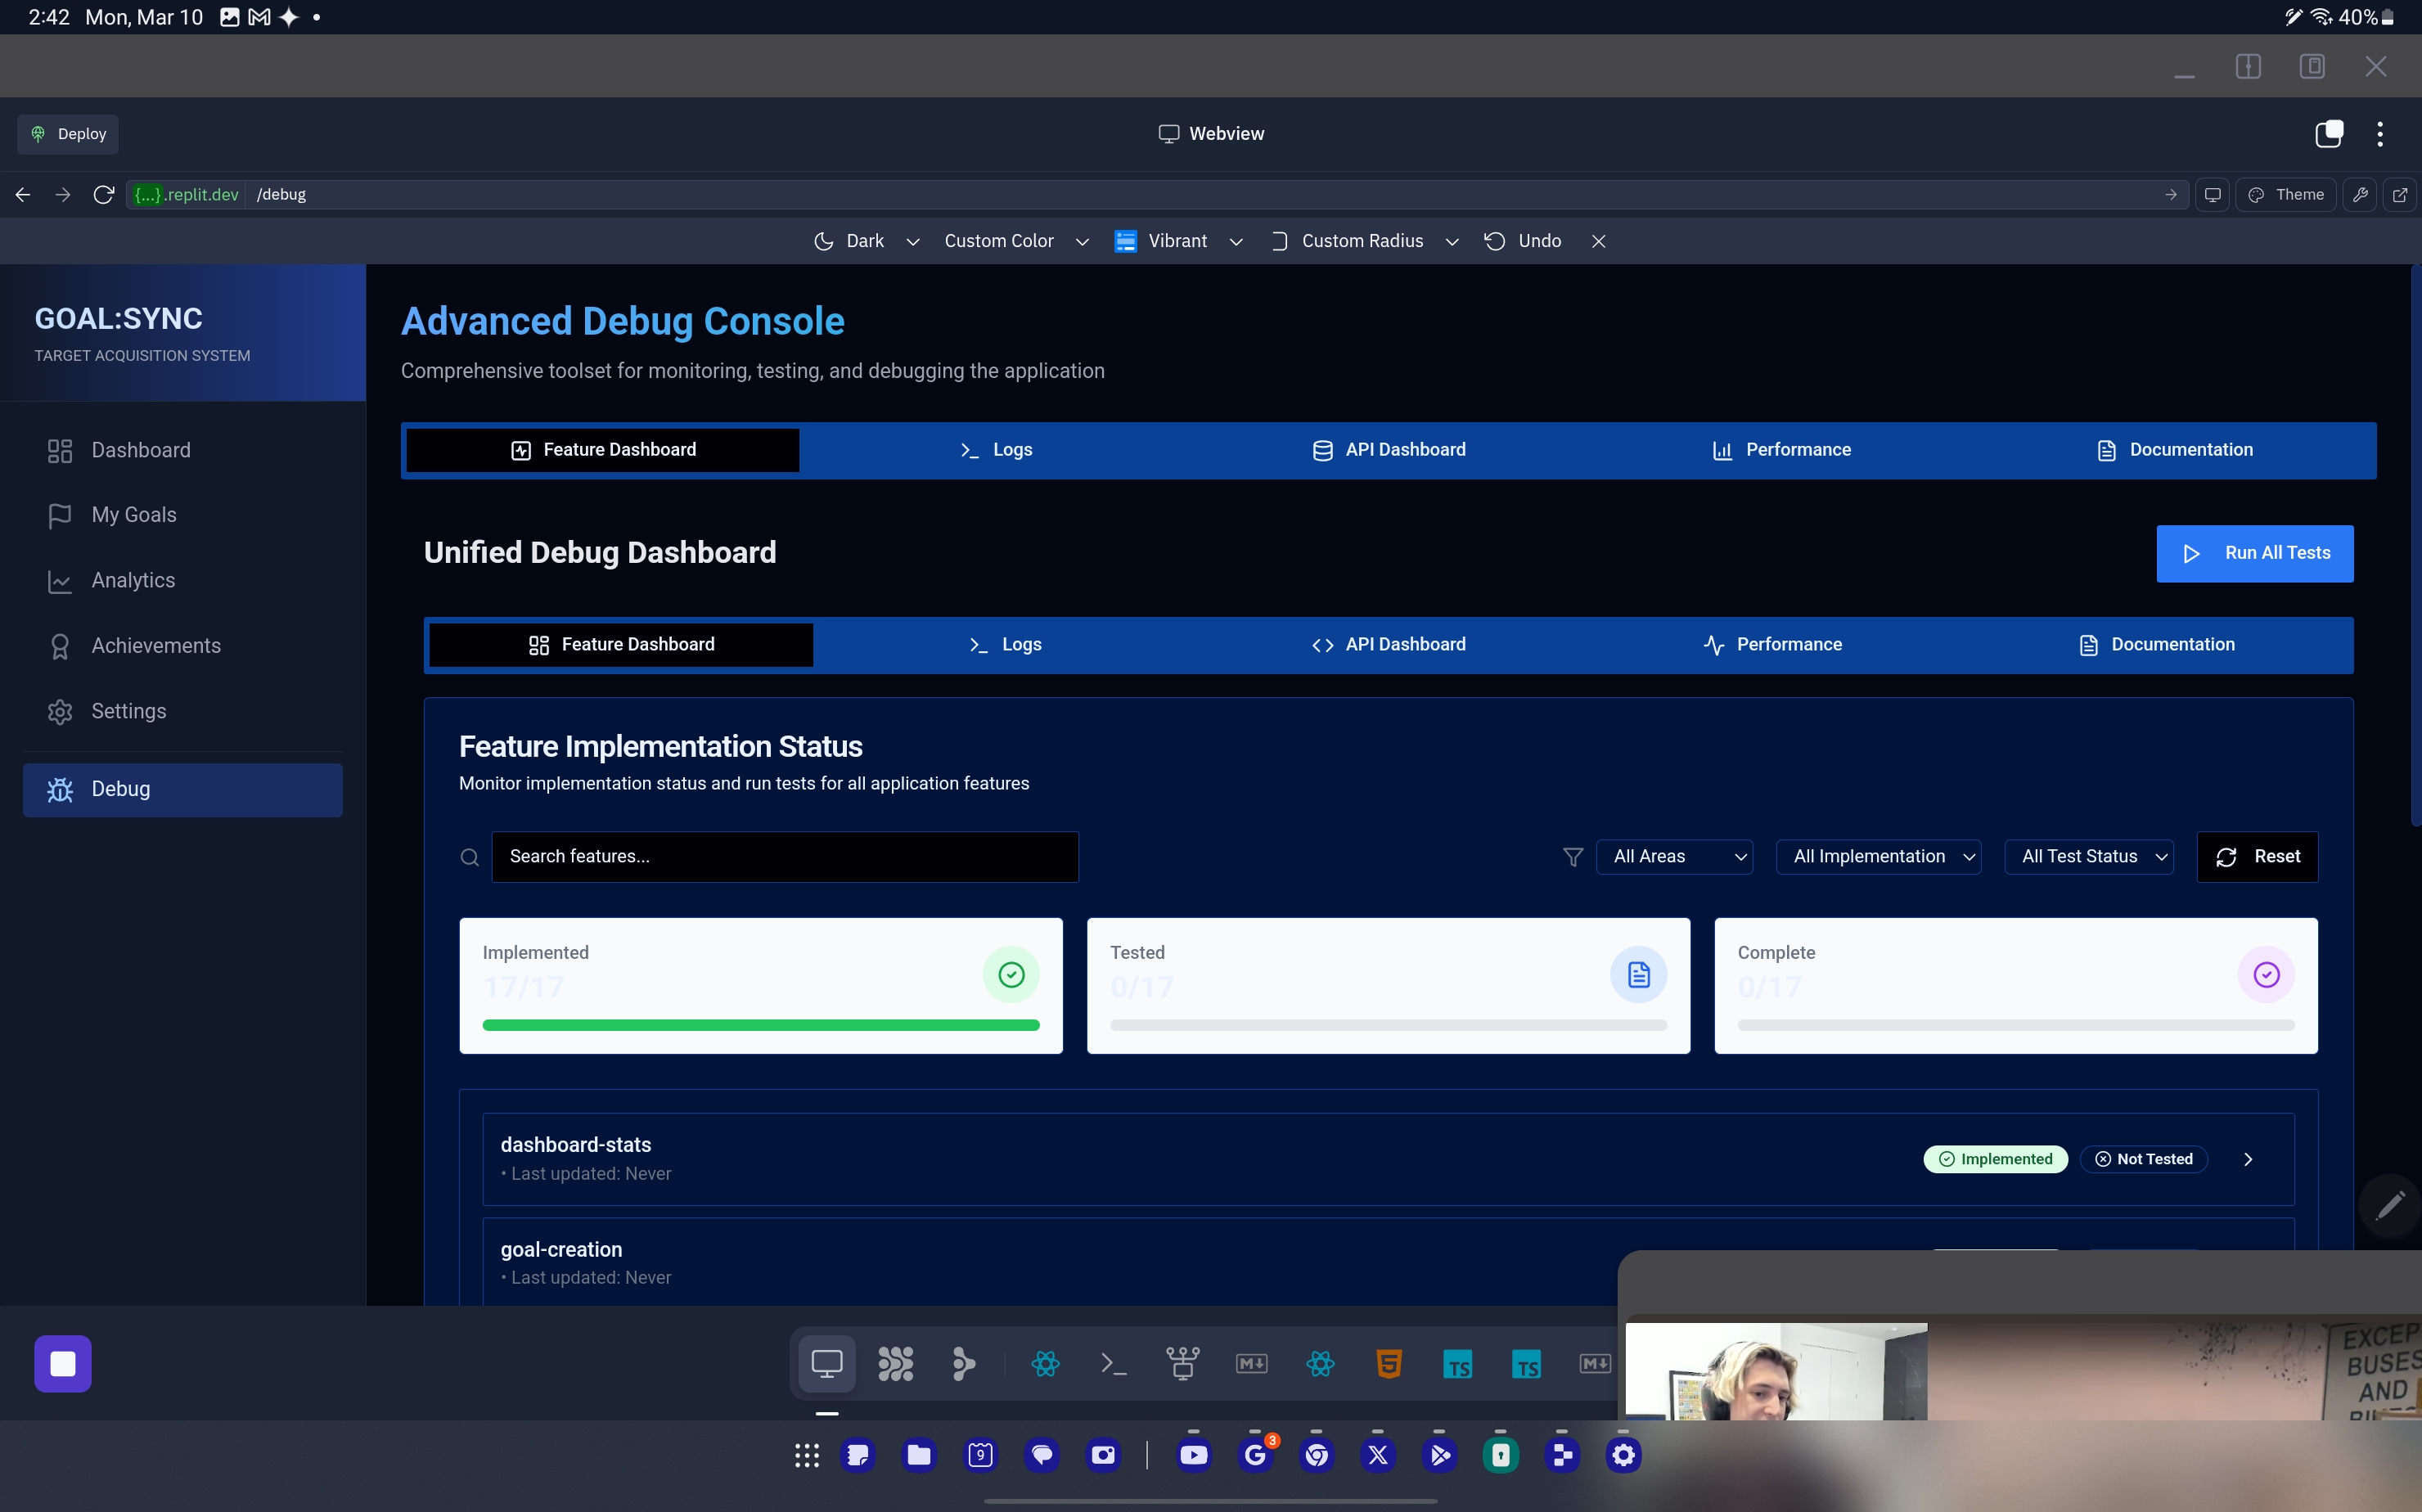 2:42 Mon, Mar 10
40%
Deploy
Webview
{...}.replit.dev /debug
Theme
Dark
Custom Color
Vibrant
Custom Radius
Undo
GOAL:SYNC
TARGET ACQUISITION SYSTEM
Dashboard
My Goals
Analytics
Achievements
Settings
Debug
Advanced Debug Console
Comprehensive toolset for monitoring, testing, and debugging the application
Feature Dashboard
Logs
API Dashboard
Performance
Documentation
Unified Debug Dashboard
Run All Tests
Feature Dashboard
Logs
API Dashboard
Performance
Documentation
Feature Implementation Status
Monitor implementation status and run tests for all application features
Search features...
All Areas
All Implementation
All Test Status
Reset
Implemented
17/17
Tested
0/17
Complete
0/17
dashboard-stats
• Last updated: Never
Implemented
Not Tested
goal-creation
• Last updated: Never
M
5
TS
TS
M
EXCEP
BUSES
AND
9
G
3
X